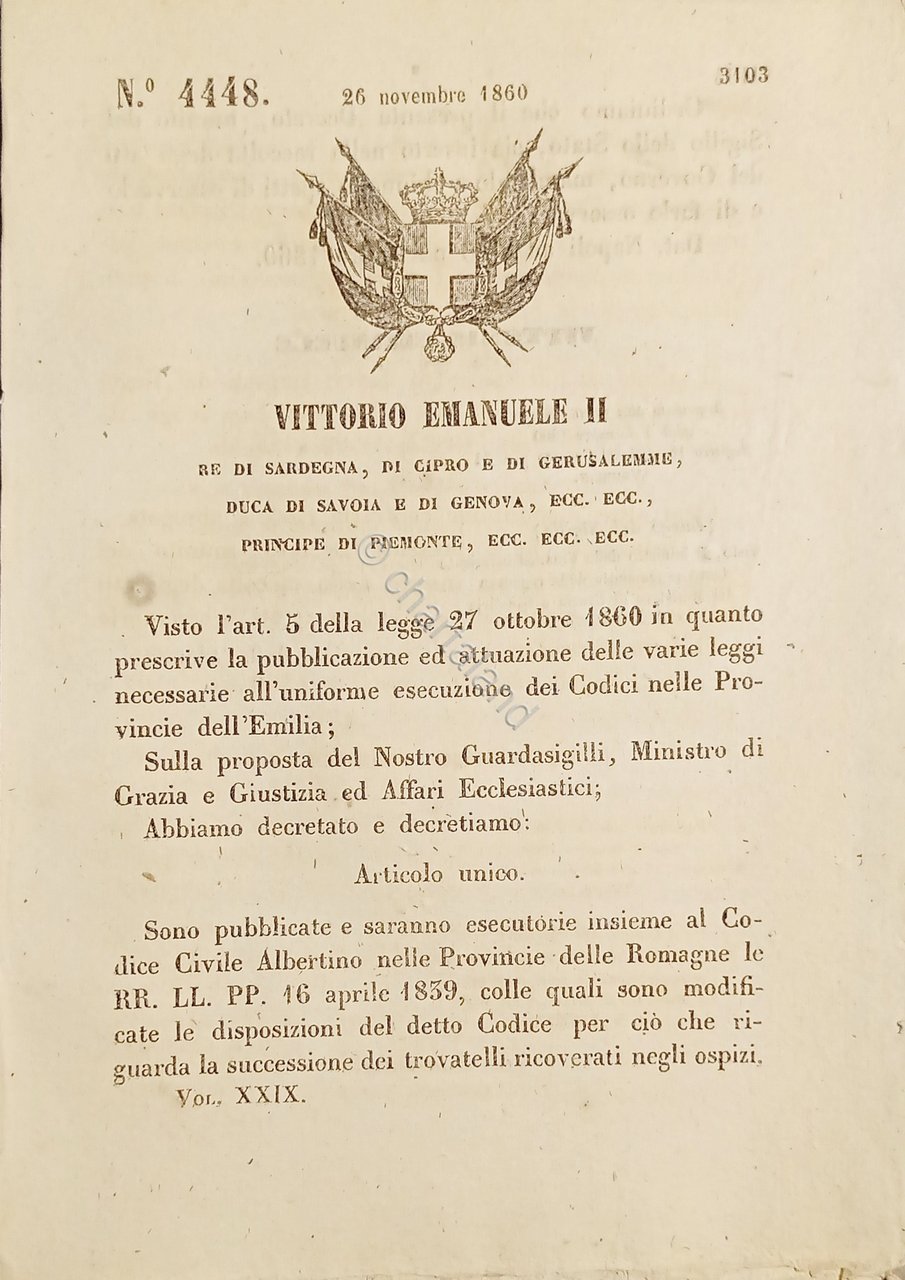 N.º 4448.
26 novembre 1860
3103
VITTORIO EMANUELE II
RE DI SARDEGNA, DI CIPRO E DI GERUSALEMME,
DUCA DI SAVOIA E DI GENOVA, ECC. ECC.,
PRINCIPE DI PIEMONTE, ECC. ECC. ECC.
Visto l'art. 5 della legge 27 ottobre 1860 in quanto
prescrive la pubblicazione ed attuazione delle varie leggi
necessarie all'uniforme esecuzione dei Codici nelle Pro-
vincie dell'Emilia;
Sulla proposta del Nostro Guardasigilli, Ministro di
Grazia e Giustizia ed Affari Ecclesiastici;
Abbiamo decretato e decretiamo:
Articolo unico.
Sono pubblicate e saranno esecutorie insieme al Co-
dice Civile Albertino nelle Provincie delle Romagne le
RR. LL. PP. 16 aprile 1839, colle quali sono modifi-
cate le disposizioni del detto Codice per ciò che ri-
guarda la successione dei trovatelli ricoverati negli ospizi.
VOL. XXIX.
© chartaland